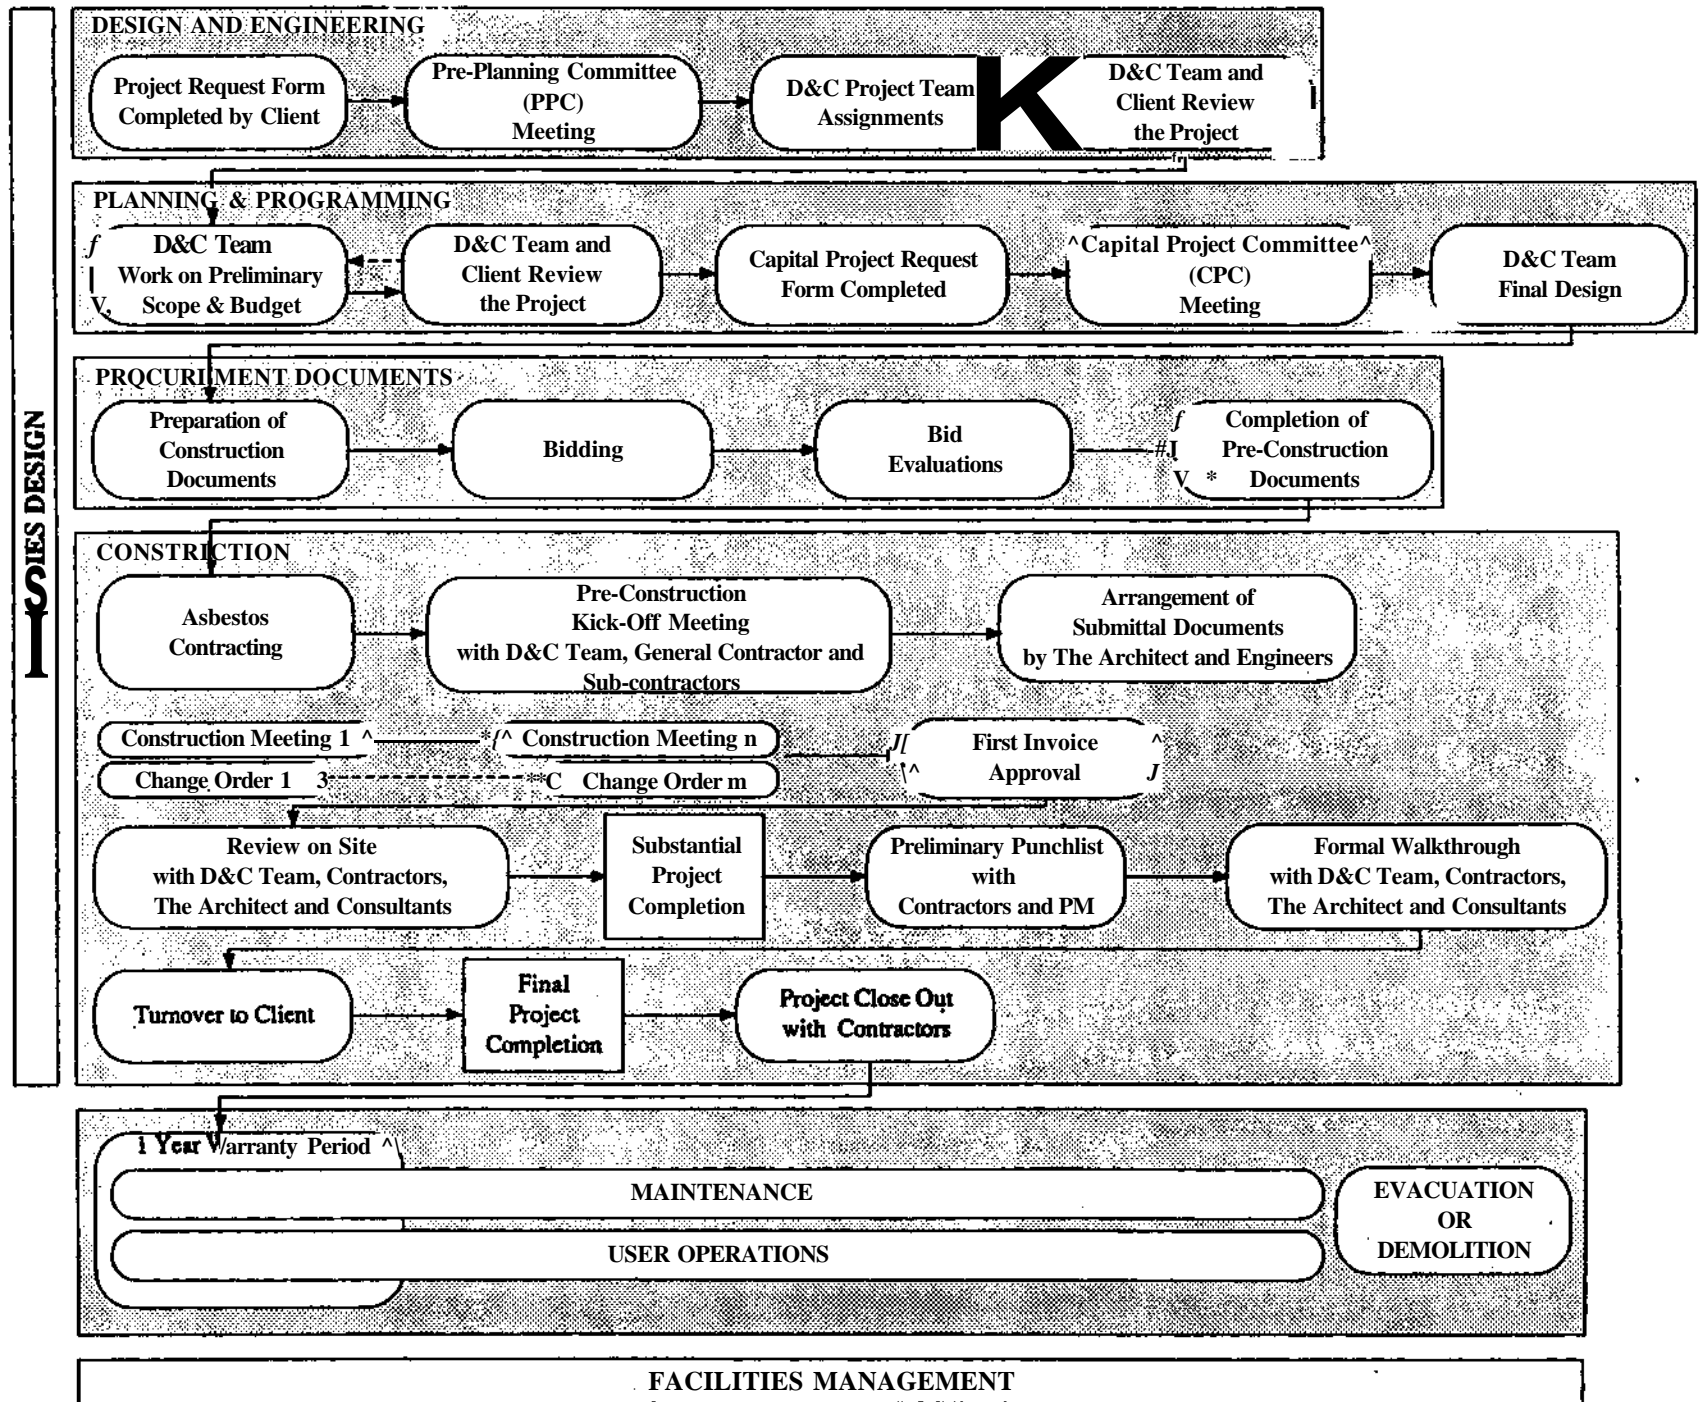 DESIGN AND ENGINEERING
Project Request Form
Completed by Client
Pre-Planning Committee
(PPC)
Meeting
D&C Project Team
Assignments
K
D&C Team and
Client Review
the Project
PLANNING & PROGRAMMING
D&C Team
Work on Preliminary
Scope & Budget
D&C Team and
Client Review
the Project
Capital Project Request
Form Completed
^Capital Project Committee^
(CPC)
Meeting
D&C Team
Final Design
PRQCURI MENT DOCUMENTS
Preparation of
Construction
Documents
Bidding
Bid
Evaluations
Completion of
Pre-Construction
Documents
CONSTRICTION
Asbestos
Contracting
Pre-Construction
Kick-Off Meeting
with D&C Team, General Contractor and
Sub-contractors
Arrangement of
Submittal Documents
by The Architect and Engineers
Construction Meeting 1 ^
*{^ Construction Meeting n
Change Order 1 3
**C Change Order m
First Invoice
Approval
Review on Site
with D&C Team, Contractors,
The Architect and Consultants
Substantial
Project
Completion
Preliminary Punchlist
with
Contractors and PM
Formal Walkthrough
with D&C Team, Contractors,
The Architect and Consultants
Turnover to Client
Final
Project
Completion
Project Close Out
with Contractors
1 Year Warranty Period ^\
MAINTENANCE
USER OPERATIONS
EVACUATION
OR
DEMOLITION
FACILITIES MANAGEMENT
IES DESIGN